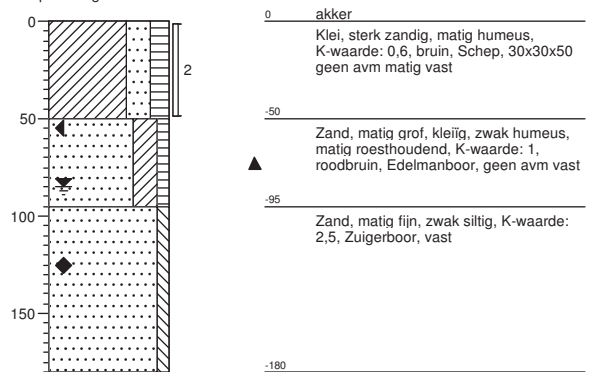 0
50
100
150
2
0
akker
Klei, sterk zandig, matig humeus,
K-waarde: 0,6, bruin, Schep, 30x30x50
geen avm matig vast
-50
Zand, matig grof, kleiïg, zwak humeus,
matig roesthoudend, K-waarde: 1,
roodbruin, Edelmanboor, geen avm vast
-95
Zand, matig fijn, zwak siltig, K-waarde:
2,5, Zuigerboor, vast
-180